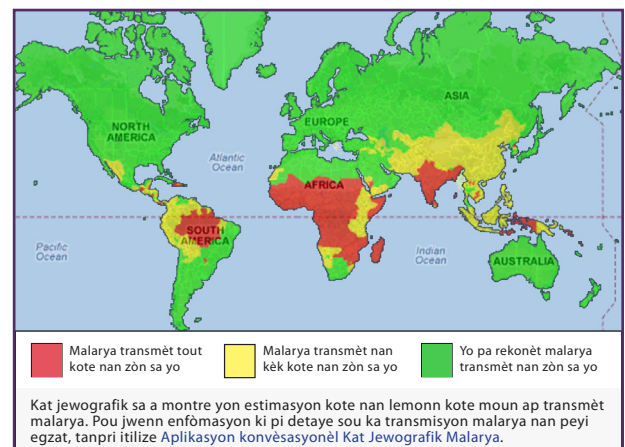 NORTH
AMERICA
Atlantic
Ocean
EUROPE
ASIA
AFRICA
Pacific
Ocean
SOUTH
AMERICA
Indian
Ocean
AUSTRALIA
Malarya transmèt tout
kote nan zòn sa yo
Malarya transmèt nan
kèk kote nan zòn sa yo
Yo pa rekonèt malarya
transmèt nan zòn sa yo
Kat jewografik sa a montre yon estimasyon kote nan lemonn kote moun ap transmèt
malarya. Pou jwenn enfòmasyon ki pi detaye sou ka transmisyon malarya nan peyi
egzat, tanpri itilize Aplikasyon konvèsasyonèl Kat Jewografik Malarya.